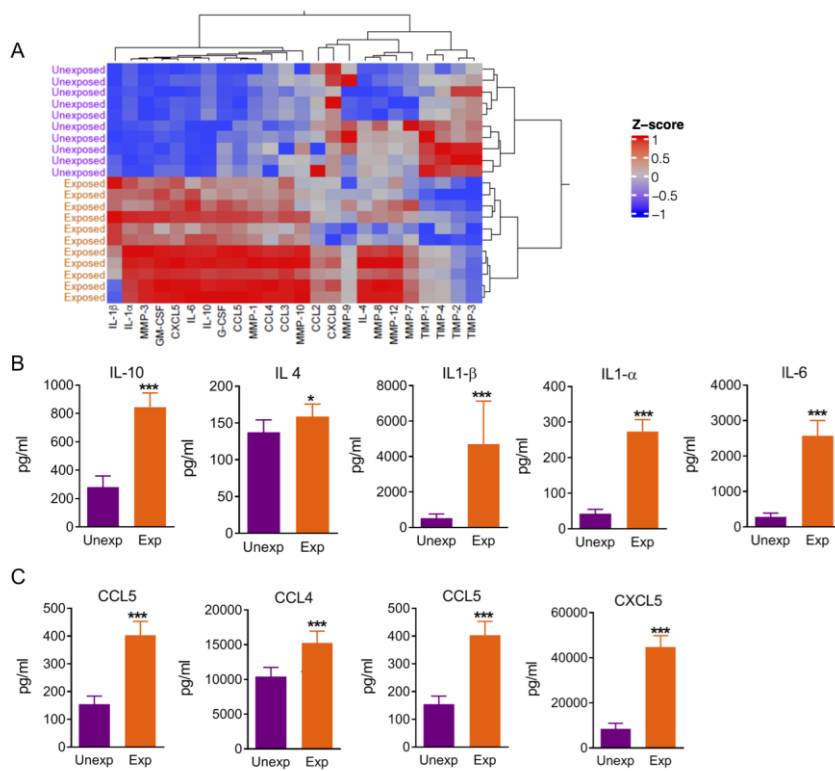 A
Unexposed
Unexposed
Unexposed
Unexposed
Unexposed
Unexposed
Unexposed
Unexposed
Unexposed
Unexposed
Exposed
Exposed
Exposed
Exposed
Exposed
Exposed
Exposed
Exposed
Exposed
Exposed
Exposed
Z-score
1
0.5
0
−0.5
−1
IL-1β
IL-1α
MMP-3
GM-CSF
CXCL5
IL-6
IL-10
G-CSF
CCL5
MMP-1
CCL4
CCL3
MMP-10
CCL2
CXCL8
MMP-9
IL-4
MMP-8
MMP-12
MMP-7
TIMP-1
TIMP-4
TIMP-2
TIMP-3
B
IL-10
pg/ml
1000
800
600
400
200
0
***
Unexp Exp
IL 4
pg/ml
200
150
100
50
0
*
Unexp Exp
IL1-β
pg/ml
8000
6000
4000
2000
0
***
Unexp Exp
IL1-α
pg/ml
400
300
200
100
0
***
Unexp Exp
IL-6
pg/ml
4000
3000
2000
1000
0
***
Unexp Exp
C
CCL5
pg/ml
500
400
300
200
100
0
***
Unexp Exp
CCL4
pg/ml
20000
15000
10000
5000
0
***
Unexp Exp
CCL5
pg/ml
500
400
300
200
100
0
***
Unexp Exp
CXCL5
pg/ml
60000
40000
20000
0
***
Unexp Exp